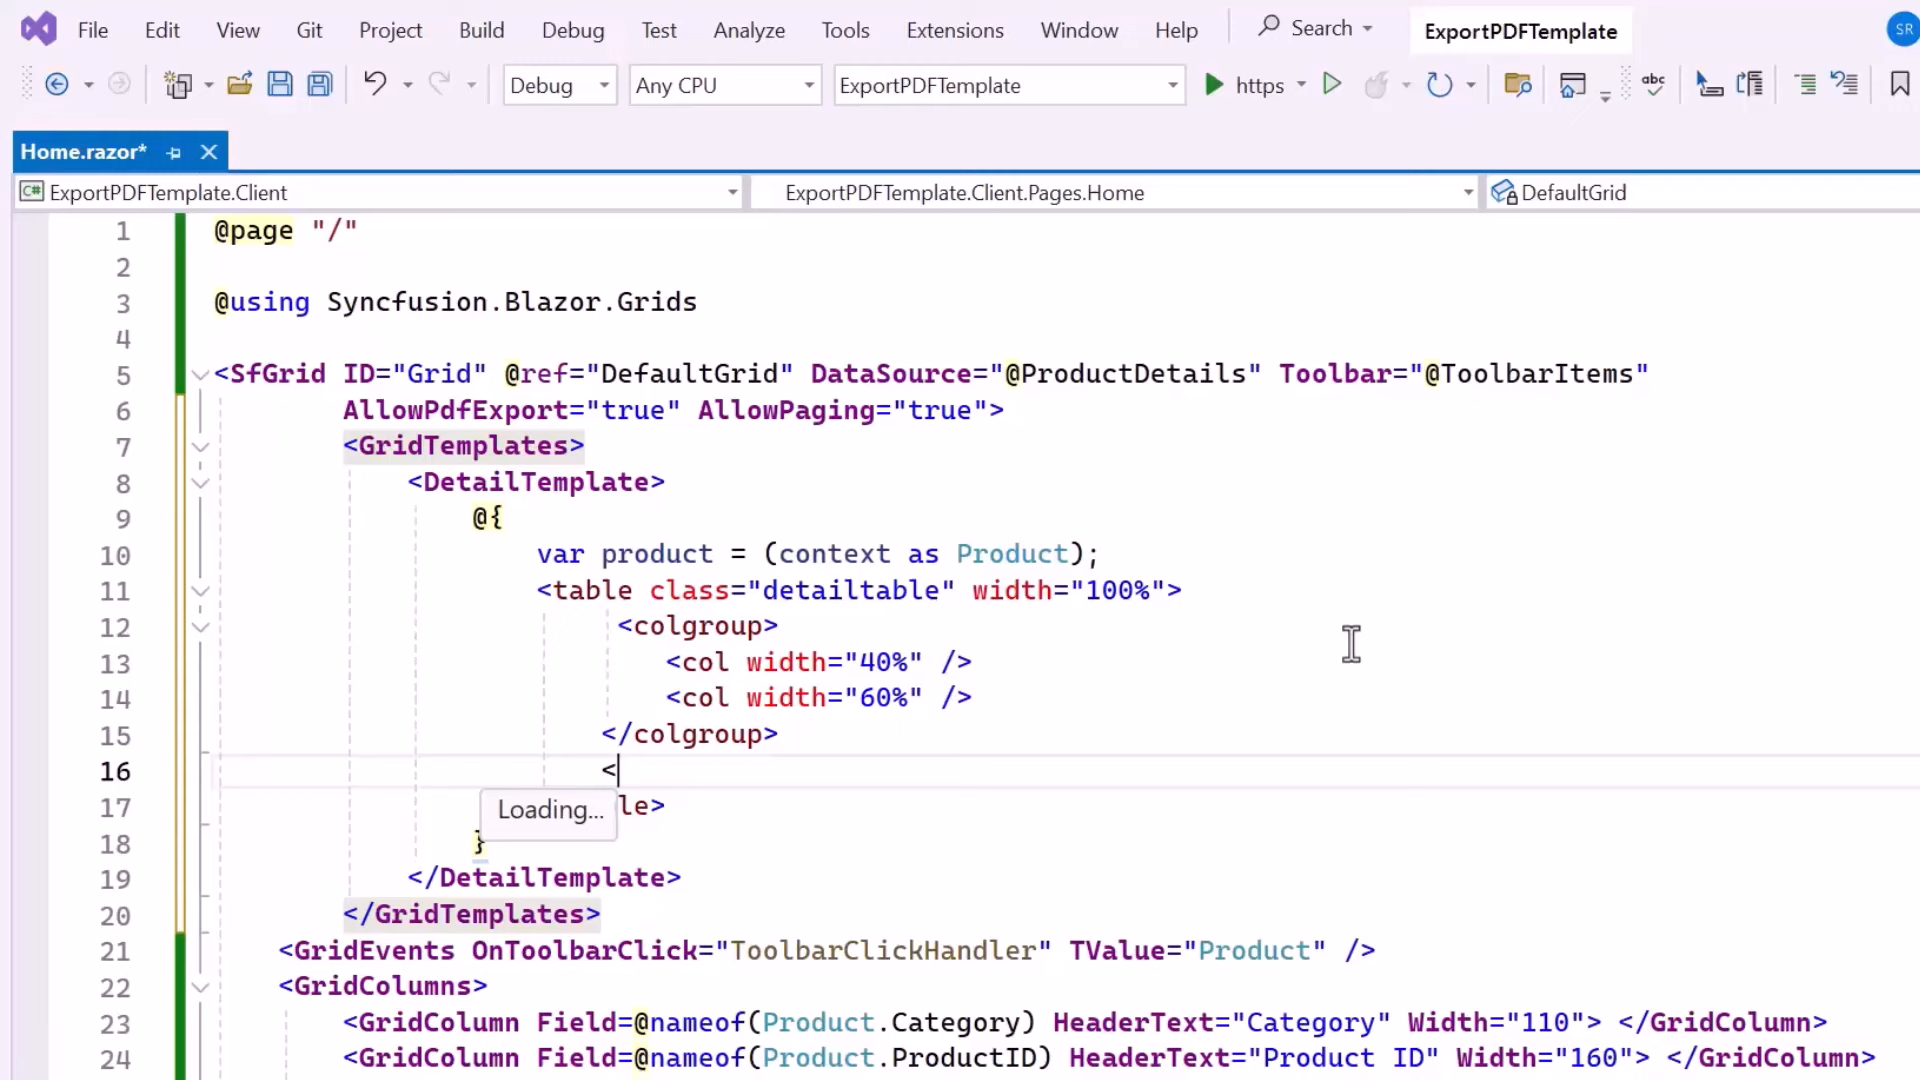 File Edit View Git Project Build Debug Test Analyze Tools Extensions Window Help Search ExportPDFTemplate SR
Debug Any CPU ExportPDFTemplate https abc
Home.razor*
C# ExportPDFTemplate.Client ExportPDFTemplate.Client.Pages.Home DefaultGrid
1 @page "/"
2
3 @using Syncfusion.Blazor.Grids
4
5 <SfGrid ID="Grid" @ref="DefaultGrid" DataSource="@ProductDetails" Toolbar="@ToolbarItems"
6 AllowPdfExport="true" AllowPaging="true">
7 <GridTemplates>
8 <DetailTemplate>
9 @{
10 var product = (context as Product);
11 <table class="detailtable" width="100%">
12 <colgroup>
13 <col width="40%" />
14 <col width="60%" />
15 </colgroup>
16 <
17 le>
Loading...
18 }
19 </DetailTemplate>
20 </GridTemplates>
21 <GridEvents OnToolbarClick="ToolbarClickHandler" TValue="Product" />
22 <GridColumns>
23 <GridColumn Field=@nameof(Product.Category) HeaderText="Category" Width="110"> </GridColumn>
24 <GridColumn Field=@nameof(Product.ProductID) HeaderText="Product ID" Width="160"> </GridColumn>